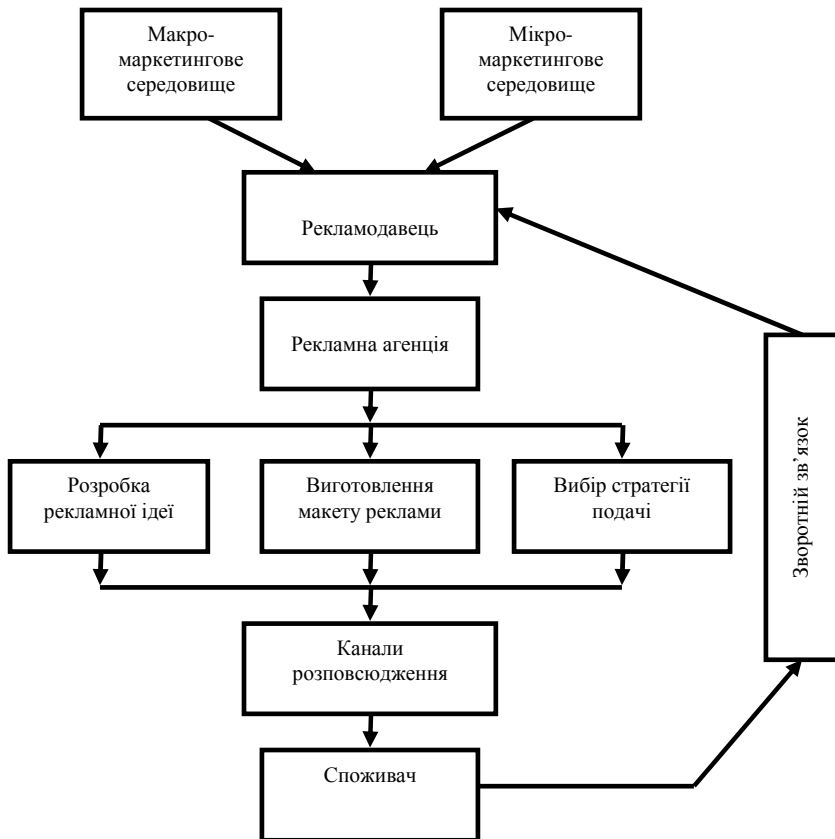 Макро-
маркетингове
середовище
Мікро-
маркетингове
середовище
Рекламодавець
Рекламна агенція
Розробка
рекламної ідеї
Виготовлення
макету реклами
Вибір стратегії
подачі
Зворотній зв’язок
Канали
розповсюдження
Споживач